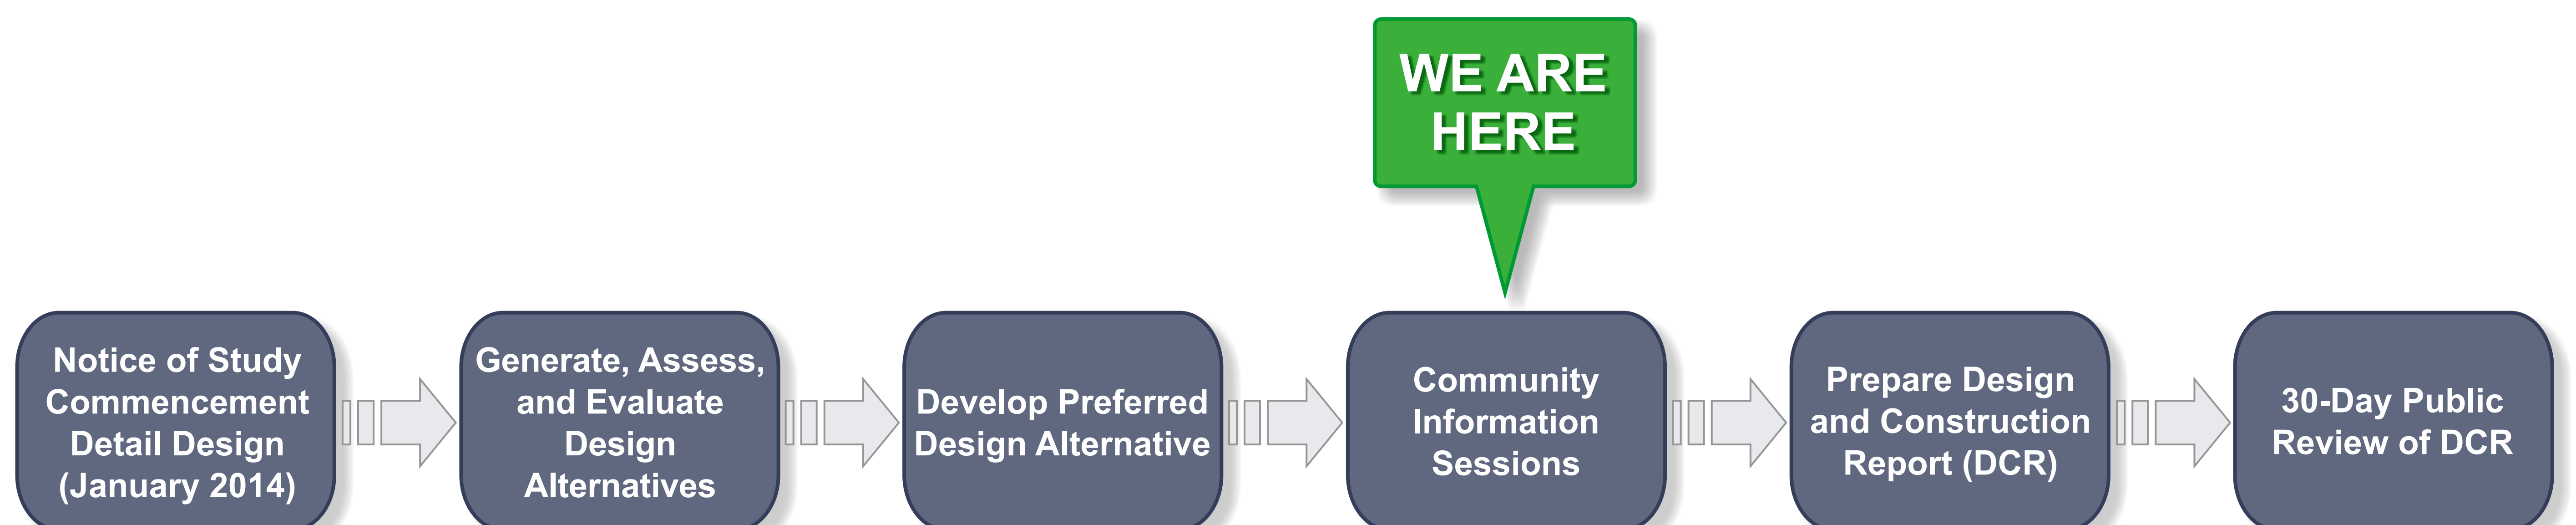 WE ARE
HERE
Notice of Study
Commencement
Detail Design
(January 2014)
Generate, Assess,
and Evaluate
Design
Alternatives
Develop Preferred
Design Alternative
Community
Information
Sessions
Prepare Design
and Construction
Report (DCR)
30-Day Public
Review of DCR